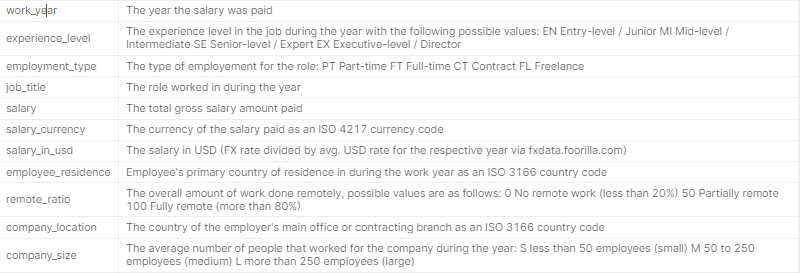 work_year The year the salary was paid
experience_level The experience level in the job during the year with the following possible values: EN Entry-level / Junior MI Mid-level /
Intermediate SE Senior-level / Expert EX Executive-level / Director
employment_type The type of employement for the role: PT Part-time FT Full-time CT Contract FL Freelance
job_title The role worked in during the year
salary The total gross salary amount paid
salary_currency The currency of the salary paid as an ISO 4217 currency code
salary_in_usd The salary in USD (FX rate divided by avg. USD rate for the respective year via fxdata.foorilla.com)
employee_residence Employee's primary country of residence in during the work year as an ISO 3166 country code
remote_ratio The overall amount of work done remotely, possible values are as follows: 0 No remote work (less than 20%) 50 Partially remote
100 Fully remote (more than 80%)
company_location The country of the employer's main office or contracting branch as an ISO 3166 country code
company_size The average number of people that worked for the company during the year: S less than 50 employees (small) M 50 to 250
employees (medium) L more than 250 employees (large)